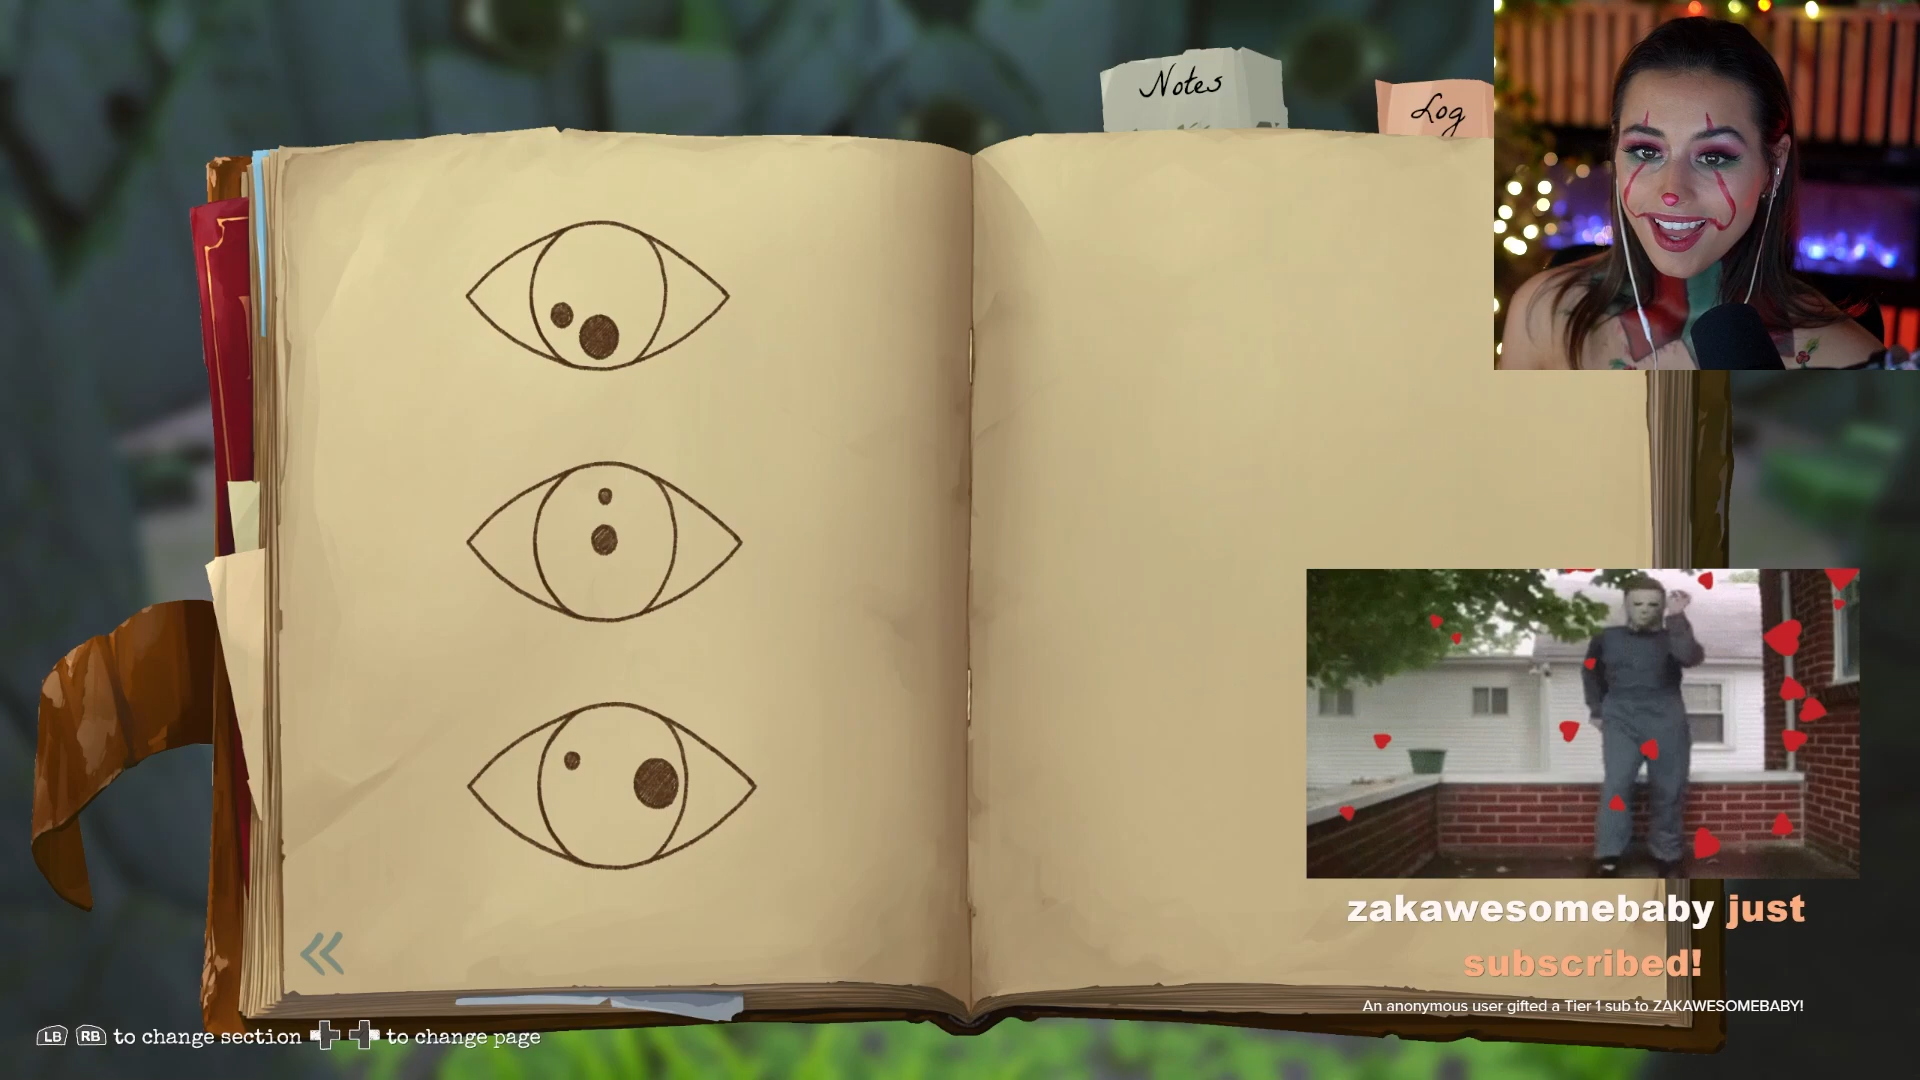 Notes
Log
zakawesomebaby just
subscribed!
An anonymous user gifted a Tier 1 sub to ZAKAWESOMEBABY!
LB RB to change section to change page